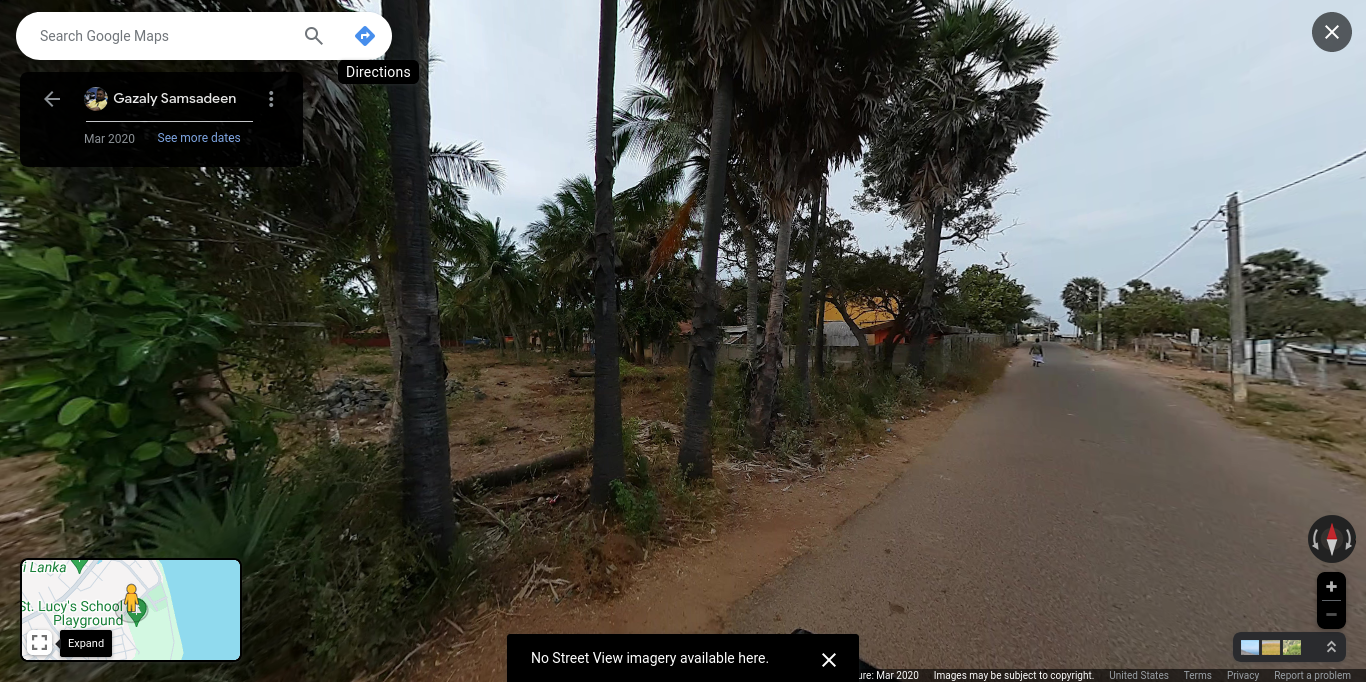 Search Google Maps
Directions
Gazaly Samsadeen
Mar 2020
See more dates
i Lanka
St. Lucy's School
Playground
Expand
No Street View imagery available here.
ure: Mar 2020
Images may be subject to copyright.
United States
Terms
Privacy
Report a problem